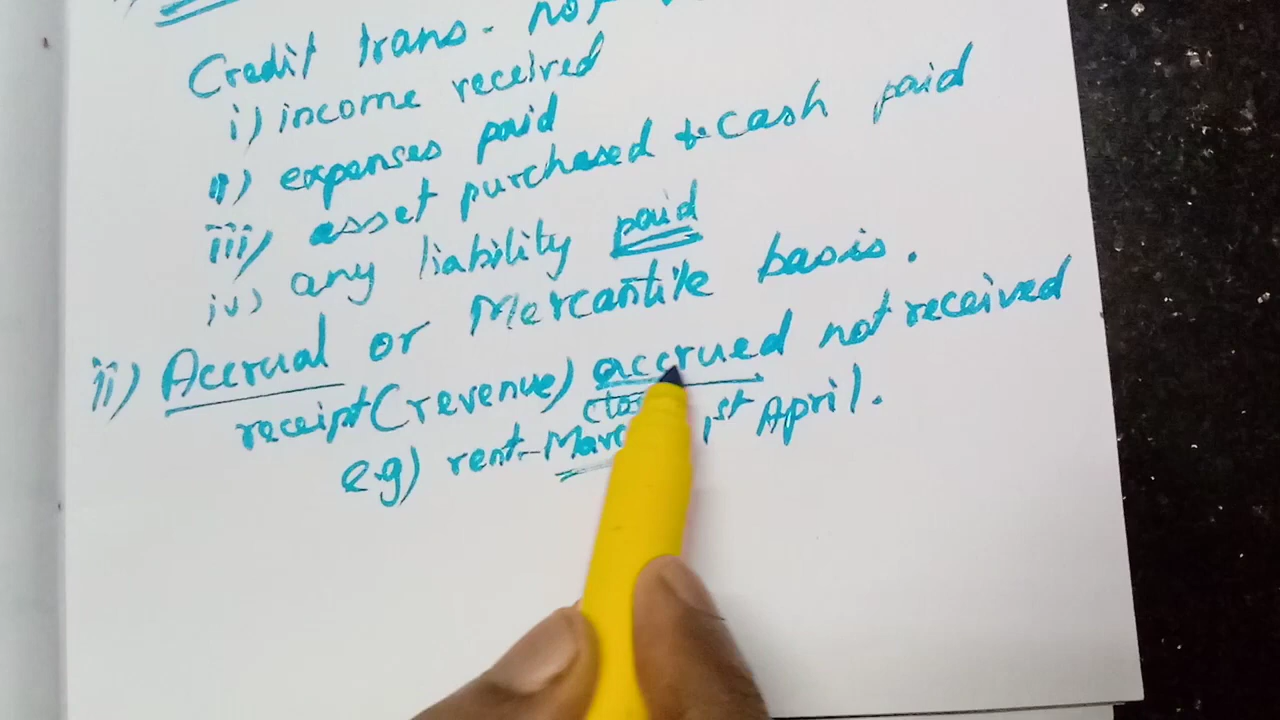 Credit trans- not
i) income received
ii) expenses paid
iii) asset purchased & cash paid
iv) any liability paid
ii) Accrual or Mercantile basis.
receipt (revenue) accrued not received
e.g) rent- 1st April.